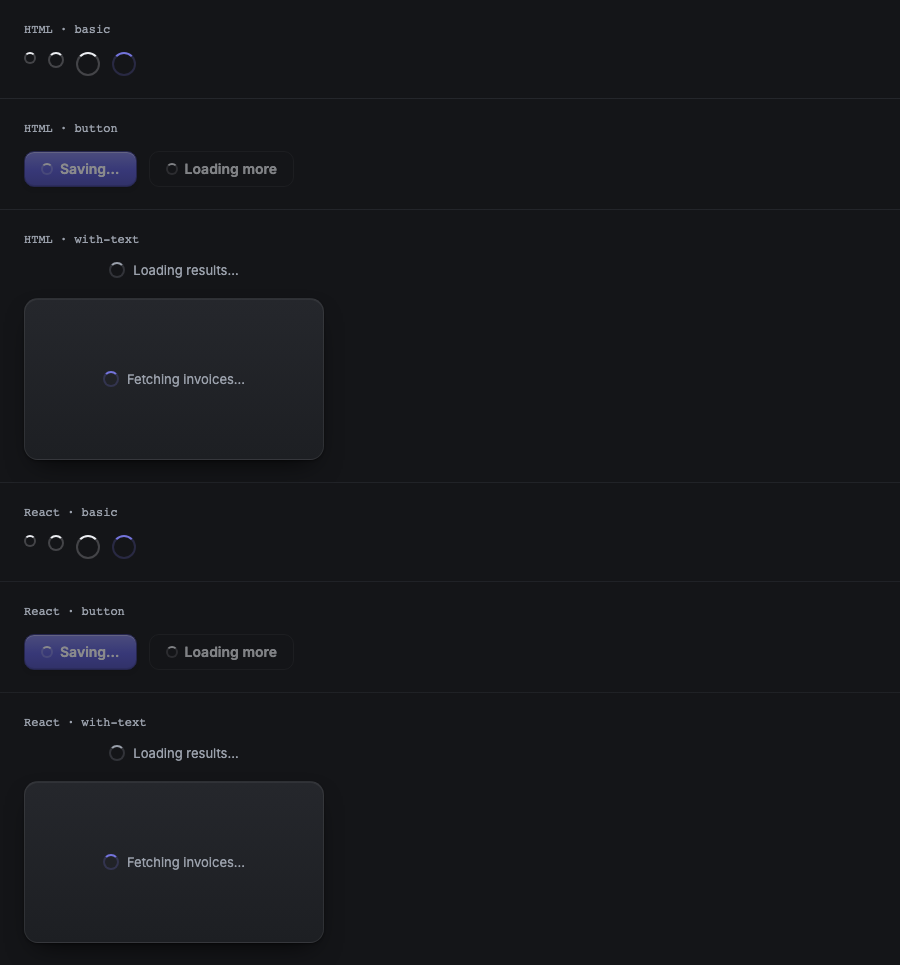 HTML · basic
HTML · button
Saving...
Loading more
HTML · with-text
Loading results...
Fetching invoices...
React · basic
React · button
Saving...
Loading more
React · with-text
Loading results...
Fetching invoices...